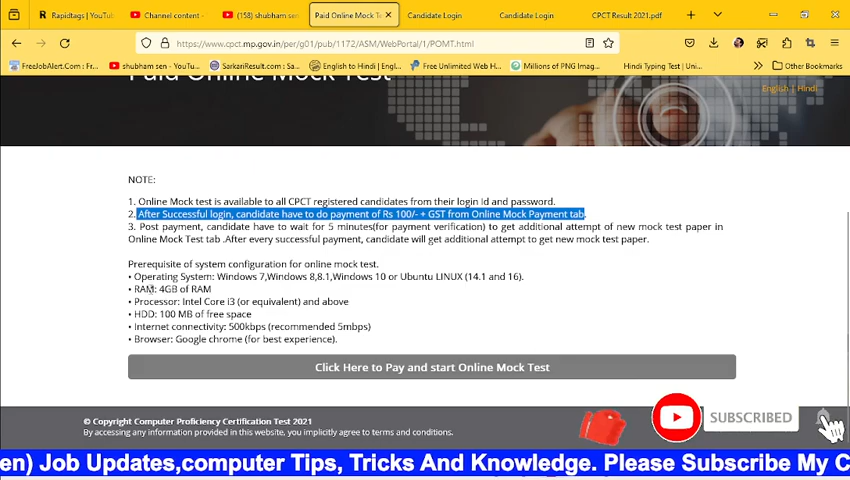 Rapidtags | YouT
Channel content -
(158) shubham sen
Paid Online Mock T
Candidate Login
Candidate Login
CPCT Result 2021.pdf
https://www.cpct.mp.gov.in/per/g01/pub/1172/ASM/WebPortal/1/POMT.html
FreeJobAlert.Com : Fre...
shubham sen - YouTub...
SarkariResult.com : Sa...
English to Hindi | Engl...
Free Unlimited Web H...
Millions of PNG Imag...
Hindi Typing Test | Uni...
Other Bookmarks
Paid Online Mock Test
English | Hindi
NOTE:
1. Online Mock test is available to all CPCT registered candidates from their login Id and password.
2. After Successful login, candidate have to do payment of Rs 100/- + GST from Online Mock Payment tab.
3. Post payment, candidate have to wait for 5 minutes(for payment verification) to get additional attempt of new mock test paper in
Online Mock Test tab .After every successful payment, candidate will get additional attempt to get new mock test paper.
Prerequisite of system configuration for online mock test.
• Operating System: Windows 7,Windows 8,8.1,Windows 10 or Ubuntu LINUX (14.1 and 16).
• RAM: 4GB of RAM
• Processor: Intel Core i3 (or equivalent) and above
• HDD: 100 MB of free space
• Internet connectivity: 500kbps (recommended 5mbps)
• Browser: Google chrome (for best experience).
Click Here to Pay and start Online Mock Test
© Copyright Computer Proficiency Certification Test 2021
By accessing any information provided in this website, you implicitly agree to terms and conditions.
SUBSCRIBED
en) Job Updates,computer Tips, Tricks And Knowledge. Please Subscribe My C